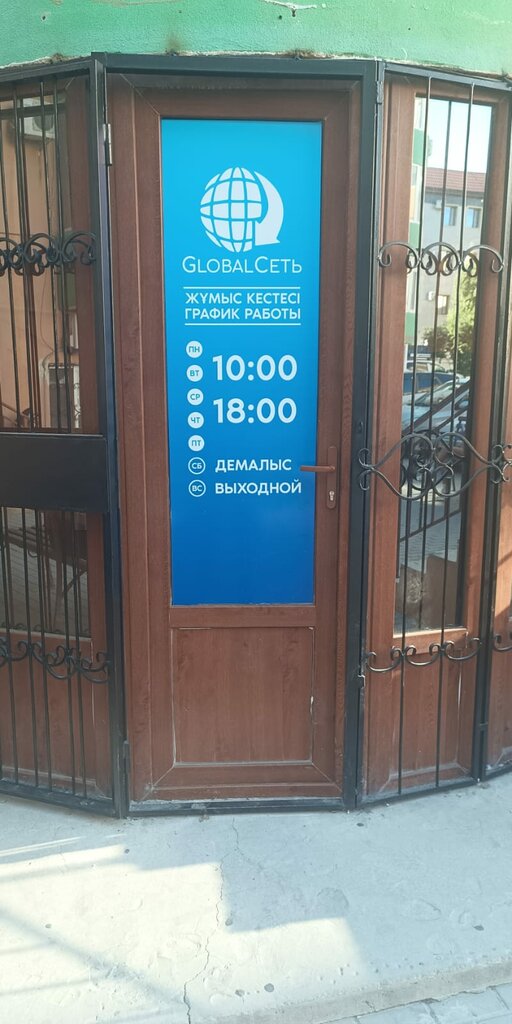 GLOBALСЕТЬ
ЖҰМЫС КЕСТЕСІ
ГРАФИК РАБОТЫ
ПН
ВТ
10:00
СР
18:00
ЧТ
ПТ
СБ ДЕМАЛЫС
ВС ВЫХОДНОЙ